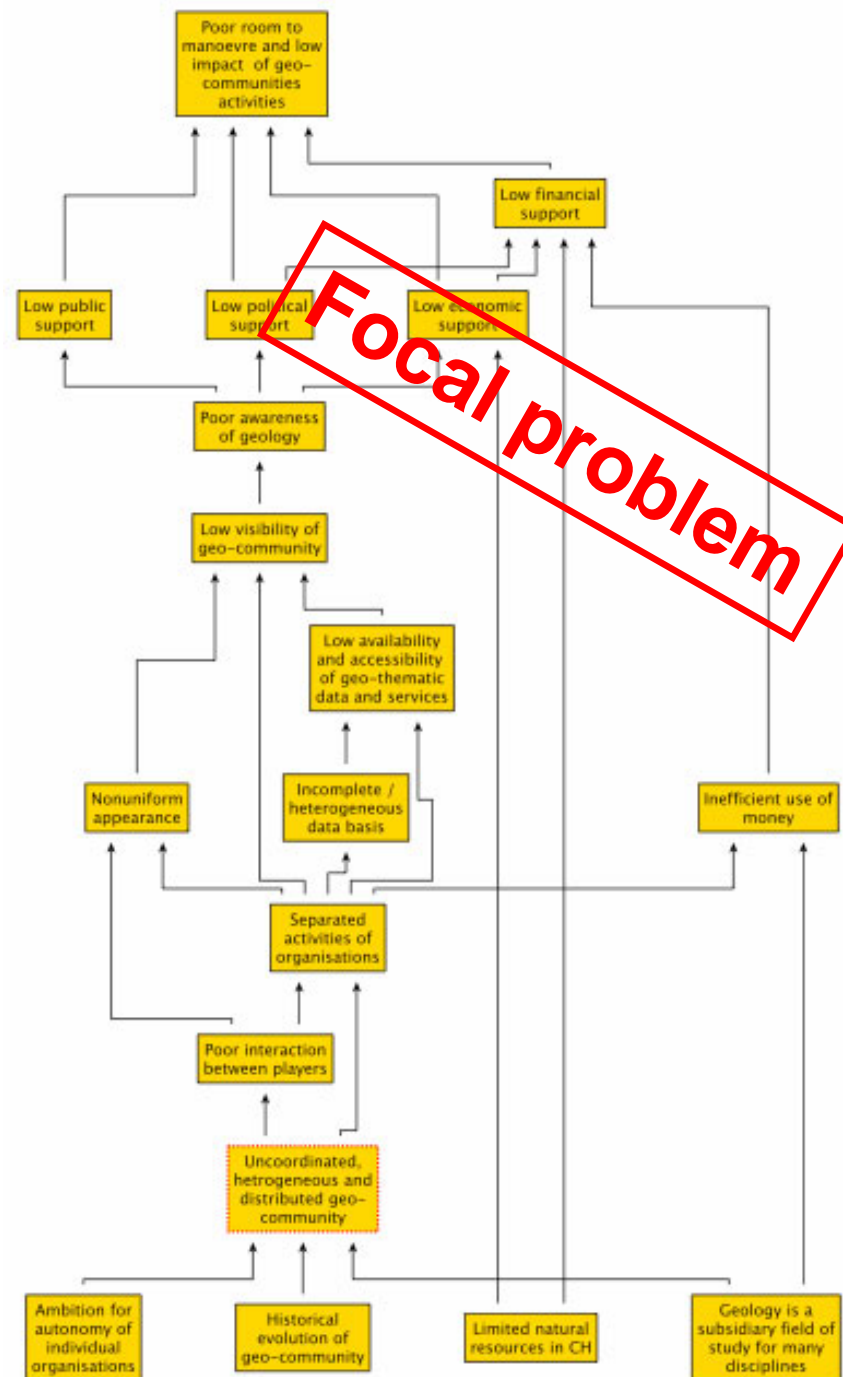 Poor room to
manoevre and low
impact of geo-
communities
activities
Low financial
support
Low public
support
Low political
support
Low economic
support
Focal problem
Poor awareness
of geology
Low visibility of
geo-community
Low availability
and accessibility
of geo-thematic
data and services
Nonuniform
appearance
Incomplete /
heterogeneous
data basis
Inefficient use of
money
Separated
activities of
organisations
Poor interaction
between players
Uncoordinated,
hetrogeneous and
distributed geo-
community
Ambition for
autonomy of
individual
organisations
Historical
evolution of
geo-community
Limited natural
resources in CH
Geology is a
subsidiary field of
study for many
disciplines